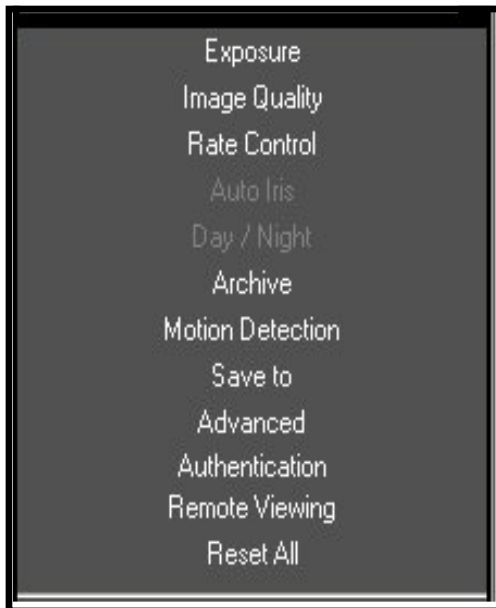 Exposure
Image Quality
Rate Control
Auto Iris
Day / Night
Archive
Motion Detection
Save to
Advanced
Authentication
Remote Viewing
Reset All